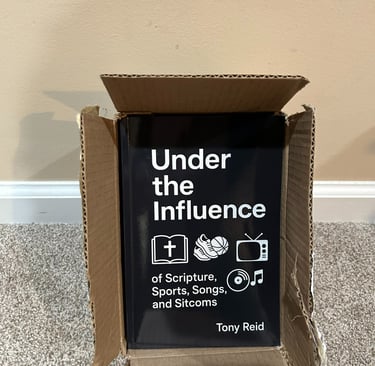 Under
the
Influence
of Scripture,
Sports, Songs,
and Sitcoms
Tony Reid